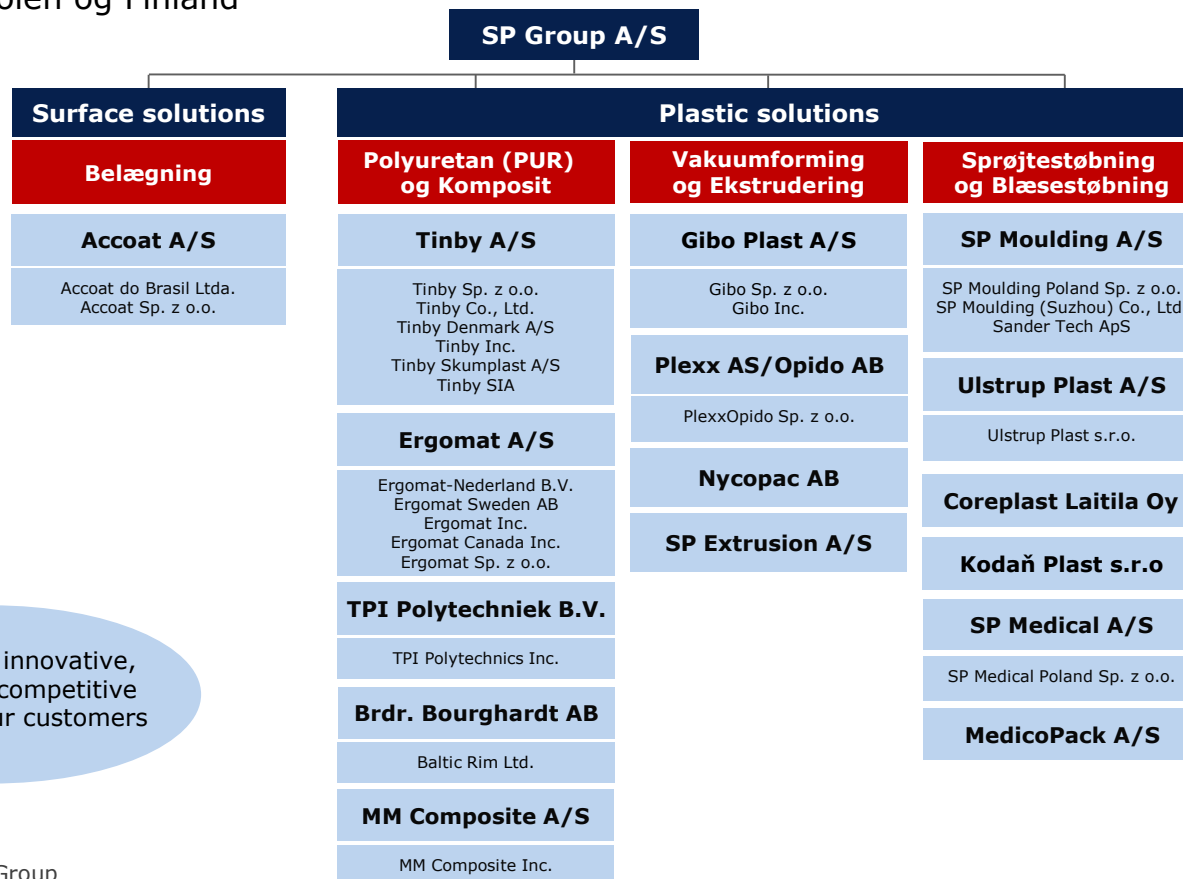 og Finland
SP Group A/S
Surface solutions
Plastic solutions
Belægning
Accoat A/S
Accoat do Brasil Ltda.
Accoat Sp. z o.o.
Polyuretan (PUR)
og Komposit
Tinby A/S
Tinby Sp. z o.o.
Tinby Co., Ltd.
Tinby Denmark A/S
Tinby Inc.
Tinby Skumplast A/S
Tinby SIA
Ergomat A/S
Ergomat-Nederland B.V.
Ergomat Sweden AB
Ergomat Inc.
Ergomat Canada Inc.
Ergomat Sp. z o.o.
TPI Polytechniek B.V.
TPI Polytechnics Inc.
Brdr. Bourghardt AB
Baltic Rim Ltd.
MM Composite A/S
MM Composite Inc.
Vakuumforming
og Ekstrudering
Gibo Plast A/S
Gibo Sp. z o.o.
Gibo Inc.
Plexx AS/Opido AB
PlexxOpido Sp. z o.o.
Nycopac AB
SP Extrusion A/S
Sprøjtestøbning
og Blæsestøbning
SP Moulding A/S
SP Moulding Poland Sp. z o.o.
SP Moulding (Suzhou) Co., Ltd
Sander Tech ApS
Ulstrup Plast A/S
Ulstrup Plast s.r.o.
Coreplast Laitila Oy
Kodaň Plast s.r.o
SP Medical A/S
SP Medical Poland Sp. z o.o.
MedicoPack A/S
innovative,
competitive
customers
Group